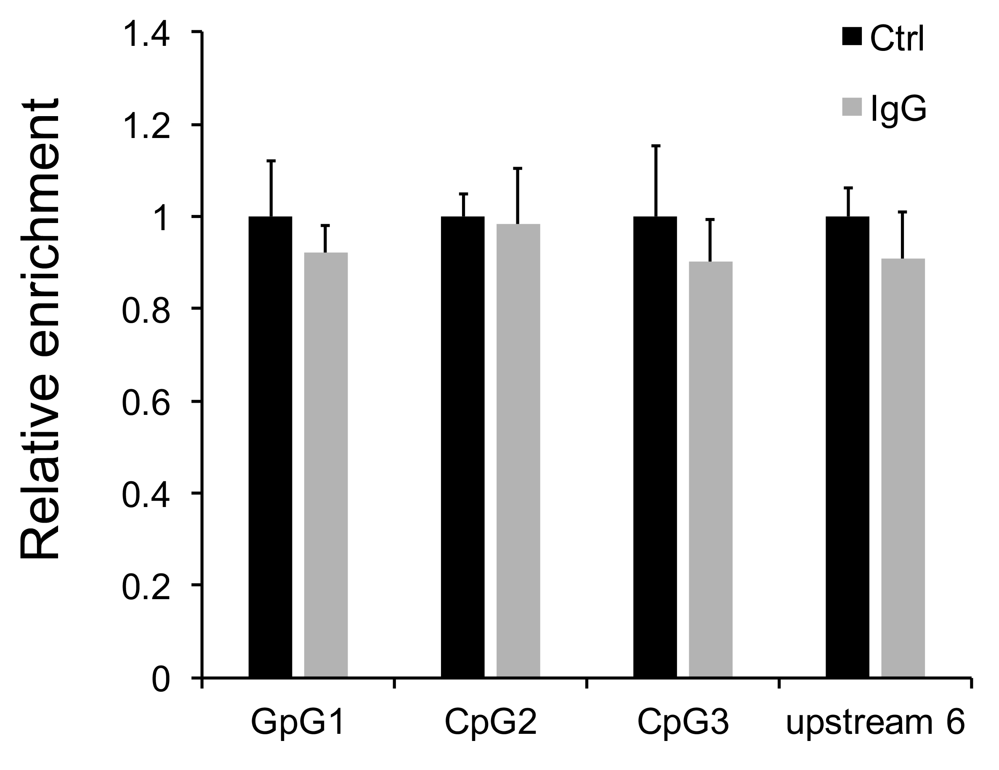 Relative enrichment
1.4
1.2
1
0.8
0.6
0.4
0.2
0
Ctrl
IgG
GpG1
CpG2
CpG3
upstream 6